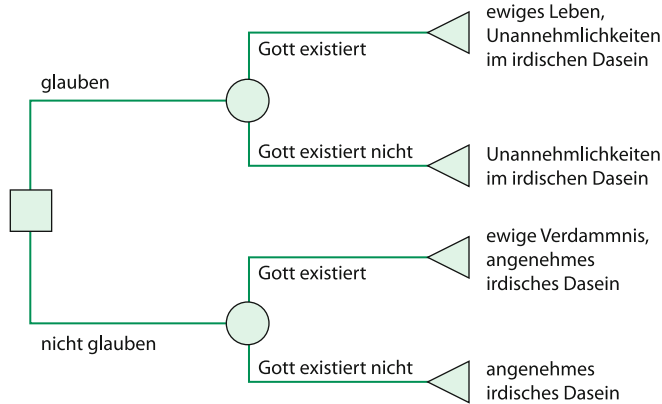 ewiges Leben,
Unannehmlichkeiten
im irdischen Dasein
Gott existiert
glauben
Gott existiert nicht
Unannehmlichkeiten
im irdischen Dasein
ewige Verdammnis,
angenehmes
irdisches Dasein
Gott existiert
nicht glauben
Gott existiert nicht
angenehmes
irdisches Dasein